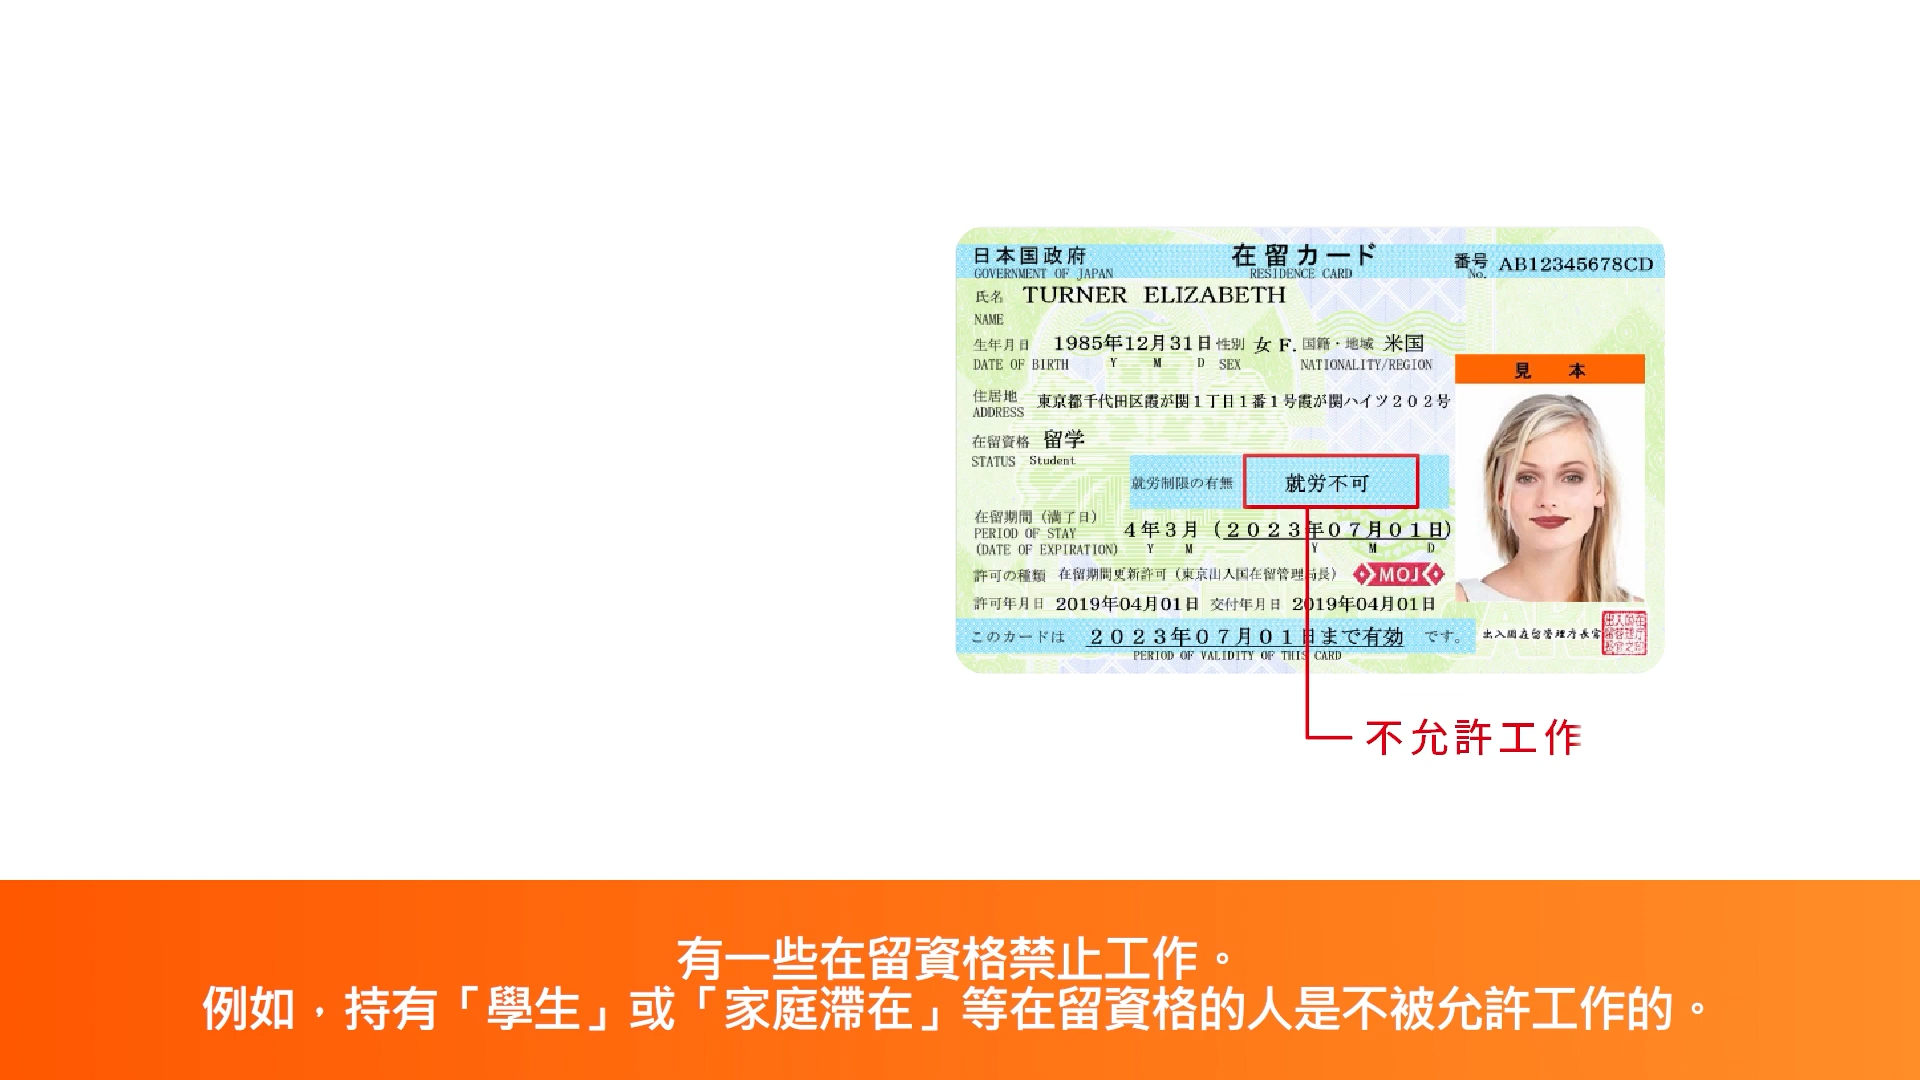 日本国政府
GOVERNMENT OF JAPAN
在留カード
RESIDENCE CARD
番号 AB12345678CD
No.
氏名 TURNER ELIZABETH
NAME
生年月日 1985年12月31日 性別 女 F. 国籍・地域 米国
DATE OF BIRTH Y M D SEX NATIONALITY/REGION
見 本
住居地 東京都千代田区霞が関1丁目1番1号霞が関ハイツ202号
ADDRESS
在留資格 留学
STATUS Student
就労制限の有無 就労不可
在留期間(満了日)
PERIOD OF STAY
(DATE OF EXPIRATION)
4年3月 (2023年07月01日)
Y M Y M D
許可の種類 在留期間更新許可(東京出入国在留管理局長)
MOJ
許可年月日 2019年04月01日 交付年月日 2019年04月01日
このカードは 2023年07月01日まで有効 です。
PERIOD OF VALIDITY OF THIS CARD
出入国在留管理庁長官
不允許工作
有一些在留資格禁止工作。
例如，持有「學生」或「家庭滯在」等在留資格的人是不被允許工作的。